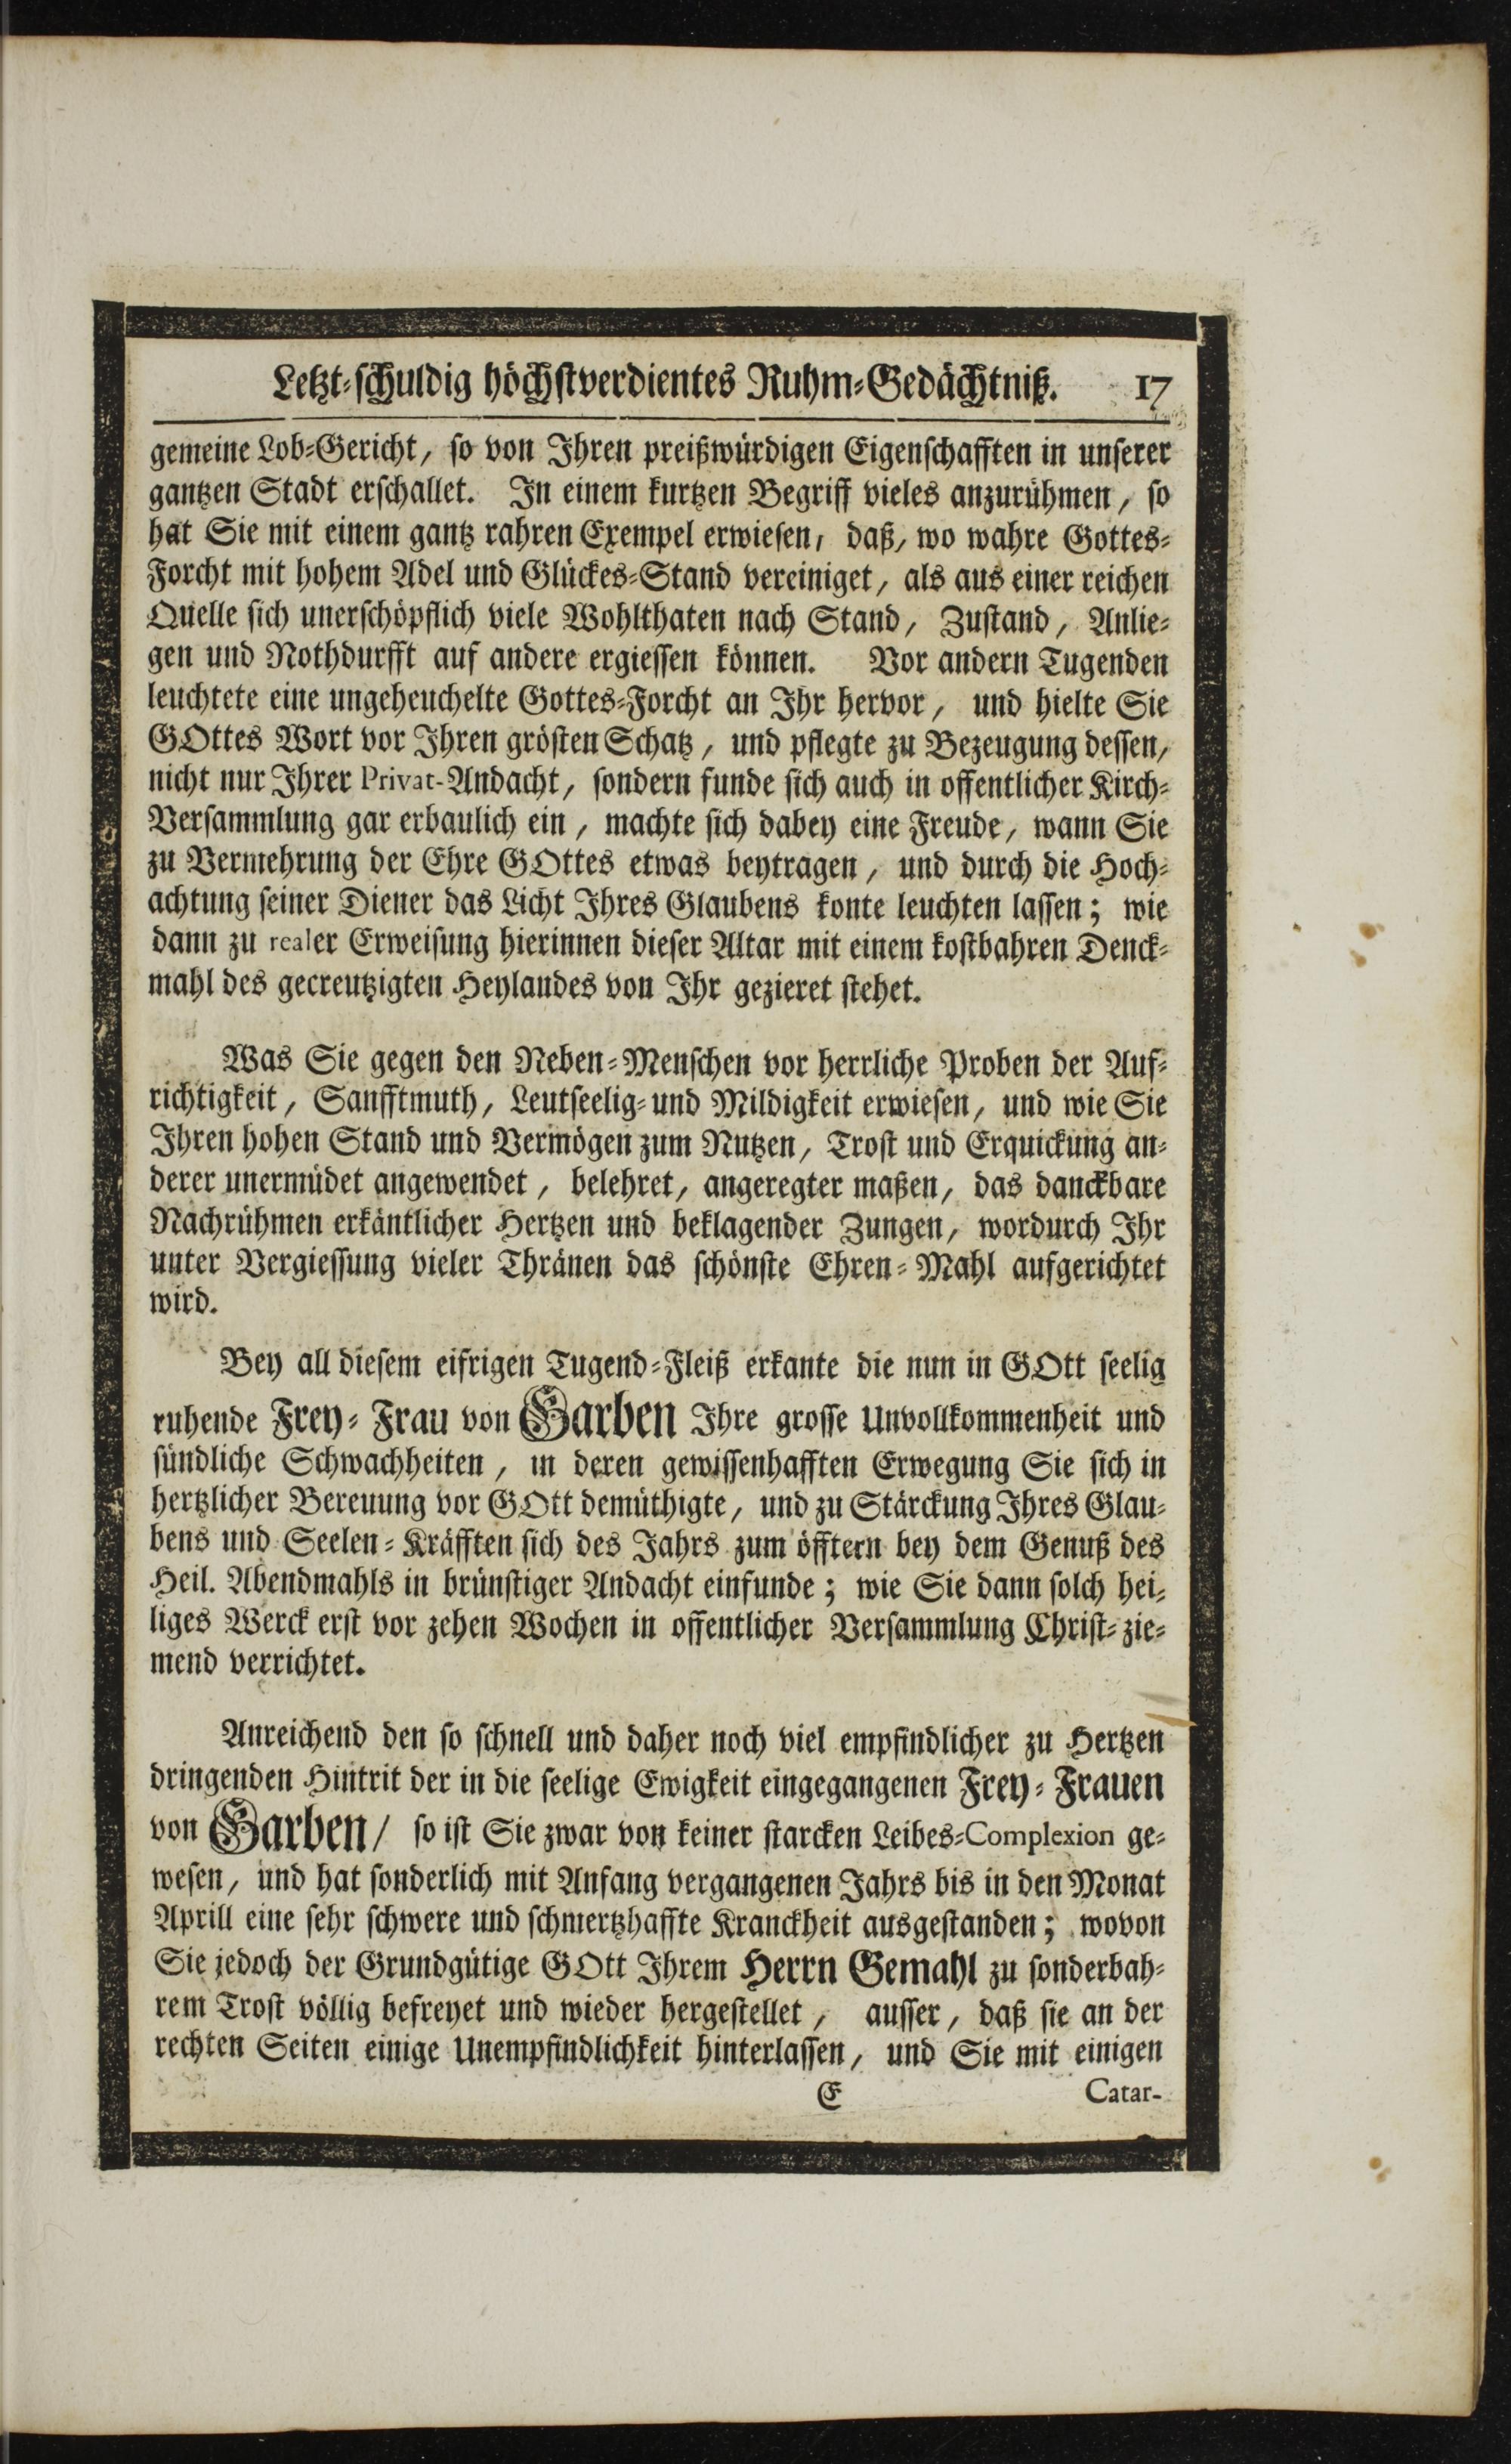 Letzt-schuldig höchstverdientes Ruhm-Gedächtniß. 17
gemeine Lob-Gericht, so von Ihren preißwürdigen Eigenschafften in unserer
gantzen Stadt erschallet. In einem kurtzen Begriff vieles anzurühmen, so
hat Sie mit einem gantz rahren Exempel erwiesen, daß, wo wahre Gottes-
Forcht mit hohem Adel und Glückes-Stand vereiniget, als aus einer reichen
Quelle sich unerschöpflich viele Wohlthaten nach Stand, Zustand, Anlie-
gen und Nothdurfft auf andere ergiessen können. Vor andern Tugenden
leuchtete eine ungeheuchelte Gottes-Forcht an Ihr hervor, und hielte Sie
GOttes Wort vor Ihren grösten Schatz, und pflegte zu Bezeugung dessen,
nicht nur Ihrer Privat-Andacht, sondern funde sich auch in offentlicher Kirch-
Versammlung gar erbaulich ein, machte sich dabey eine Freude, wann Sie
zu Vermehrung der Ehre GOttes etwas beytragen, und durch die Hoch-
achtung seiner Diener das Licht Ihres Glaubens konte leuchten lassen; wie
dann zu realer Erweisung hierinnen dieser Altar mit einem kostbahren Denck-
mahl des gecreutzigten Heylandes von Ihr gezieret stehet.
Was Sie gegen den Neben-Menschen vor herrliche Proben der Auf-
richtigkeit, Sanfftmuth, Leutseelig- und Mildigkeit erwiesen, und wie Sie
Ihren hohen Stand und Vermögen zum Nutzen, Trost und Erquickung an-
derer unermüdet angewendet, belehret, angeregter maßen, das danckbare
Nachrühmen erkäntlicher Hertzen und beklagender Zungen, wordurch Ihr
unter Vergiessung vieler Thränen das schönste Ehren-Mahl aufgerichtet
wird.
Bey all diesem eifrigen Tugend-Fleiß erkante die nun in GOtt seelig
ruhende Frey-Frau von Garben Ihre grosse Unvollkommenheit und
sündliche Schwachheiten, in deren gewissenhafften Erwegung Sie sich in
hertzlicher Bereuung vor GOtt demüthigte, und zu Stärckung Ihres Glau-
bens und Seelen-Kräfften sich des Jahrs zum öfftern bey dem Genuß des
Heil. Abendmahls in brünstiger Andacht einfunde; wie Sie dann solch hei-
liges Werck erst vor zehen Wochen in offentlicher Versammlung Christ-zie-
mend verrichtet.
Anreichend den so schnell und daher noch viel empfindlicher zu Hertzen
dringenden Hintrit der in die seelige Ewigkeit eingegangenen Frey-Frauen
von Garben/ so ist Sie zwar von keiner starcken Leibes-Complexion ge-
wesen, und hat sonderlich mit Anfang vergangenen Jahrs bis in den Monat
Aprill eine sehr schwere und schmertzhaffte Kranckheit ausgestanden; wovon
Sie jedoch der Grundgütige GOtt Ihrem Herrn Gemahl zu sonderbah-
rem Trost völlig befreyet und wieder hergestellet, ausser, daß sie an der
rechten Seiten einige Unempfindlichkeit hinterlassen, und Sie mit einigen
E Catar-